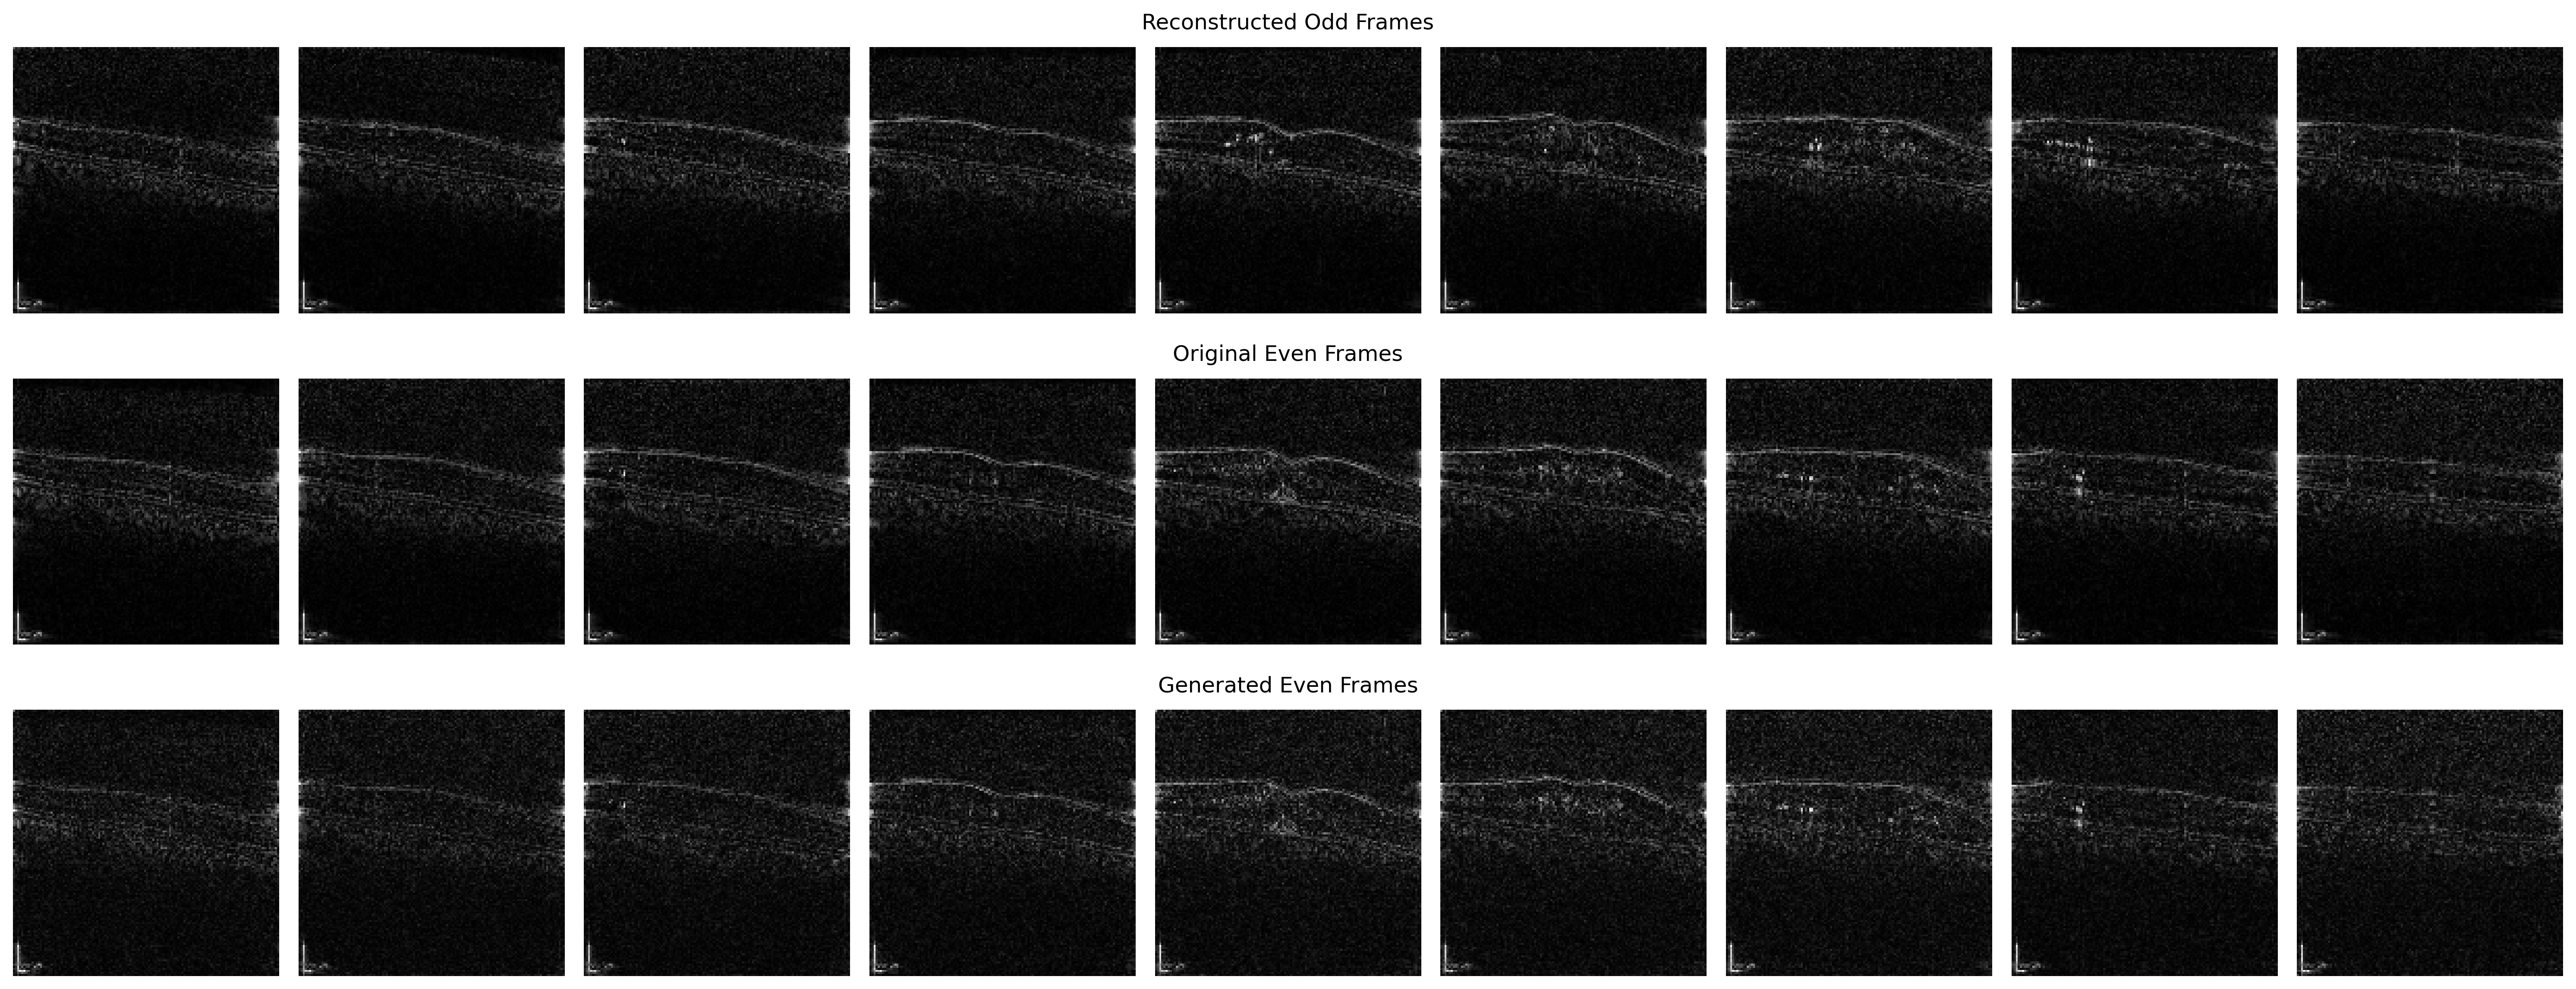 Reconstructed Odd Frames
Original Even Frames
Generated Even Frames